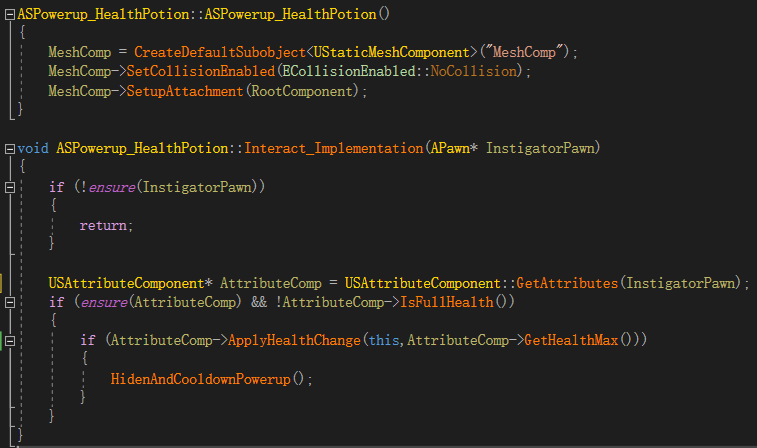 ASPowerup_HealthPotion::ASPowerup_HealthPotion()
{
MeshComp = CreateDefaultSubobject<UStaticMeshComponent>("MeshComp");
MeshComp->SetCollisionEnabled(ECollisionEnabled::NoCollision);
MeshComp->SetupAttachment(RootComponent);
}
void ASPowerup_HealthPotion::Interact_Implementation(APawn* InstigatorPawn)
{
if (!ensure(InstigatorPawn))
{
return;
}
USAttributeComponent* AttributeComp = USAttributeComponent::GetAttributes(InstigatorPawn);
if (ensure(AttributeComp) && !AttributeComp->IsFullHealth())
{
if (AttributeComp->ApplyHealthChange(this,AttributeComp->GetHealthMax()))
{
HidenAndCooldownPowerup();
}
}
}